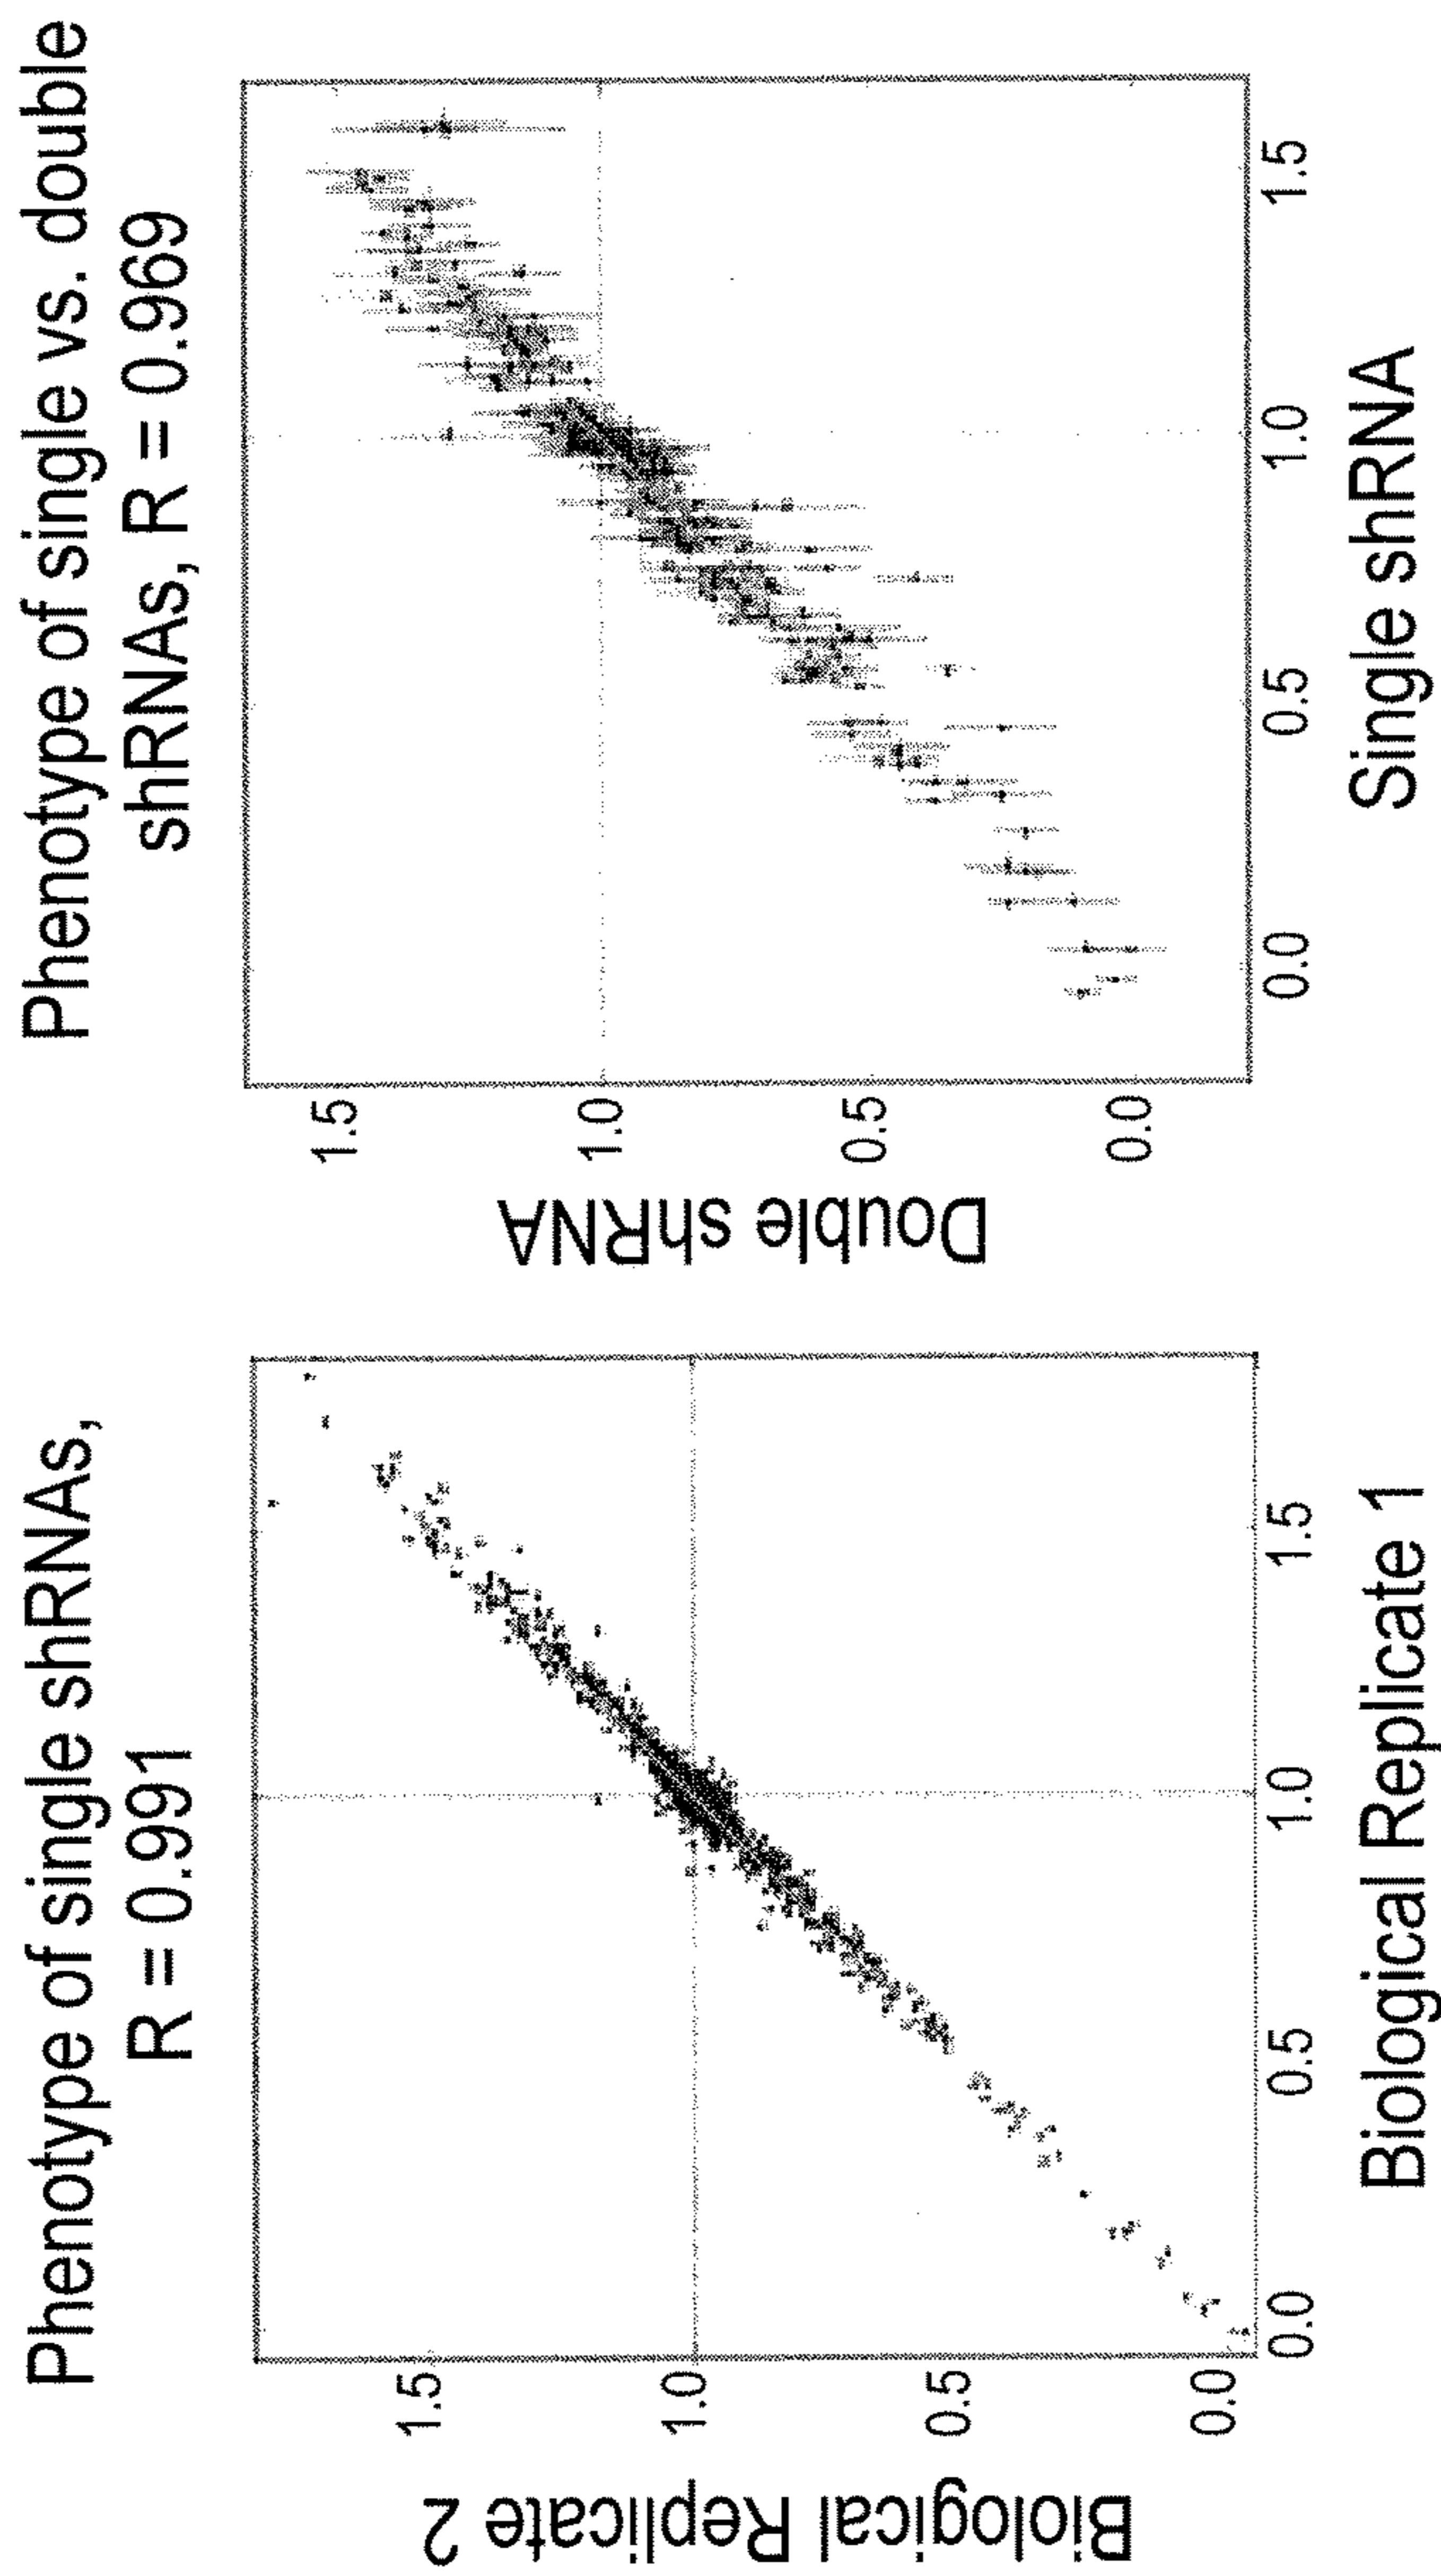 Phenotype of single shRNAs,
R = 0.991
Biological Replicate 2
1.5
1.0
0.5
0.0
0.0
0.5
1.0
1.5
Biological Replicate 1
Phenotype of single vs. double
shRNAs, R = 0.969
Double shRNA
1.5
1.0
0.5
0.0
0.0
0.5
1.0
1.5
Single shRNA